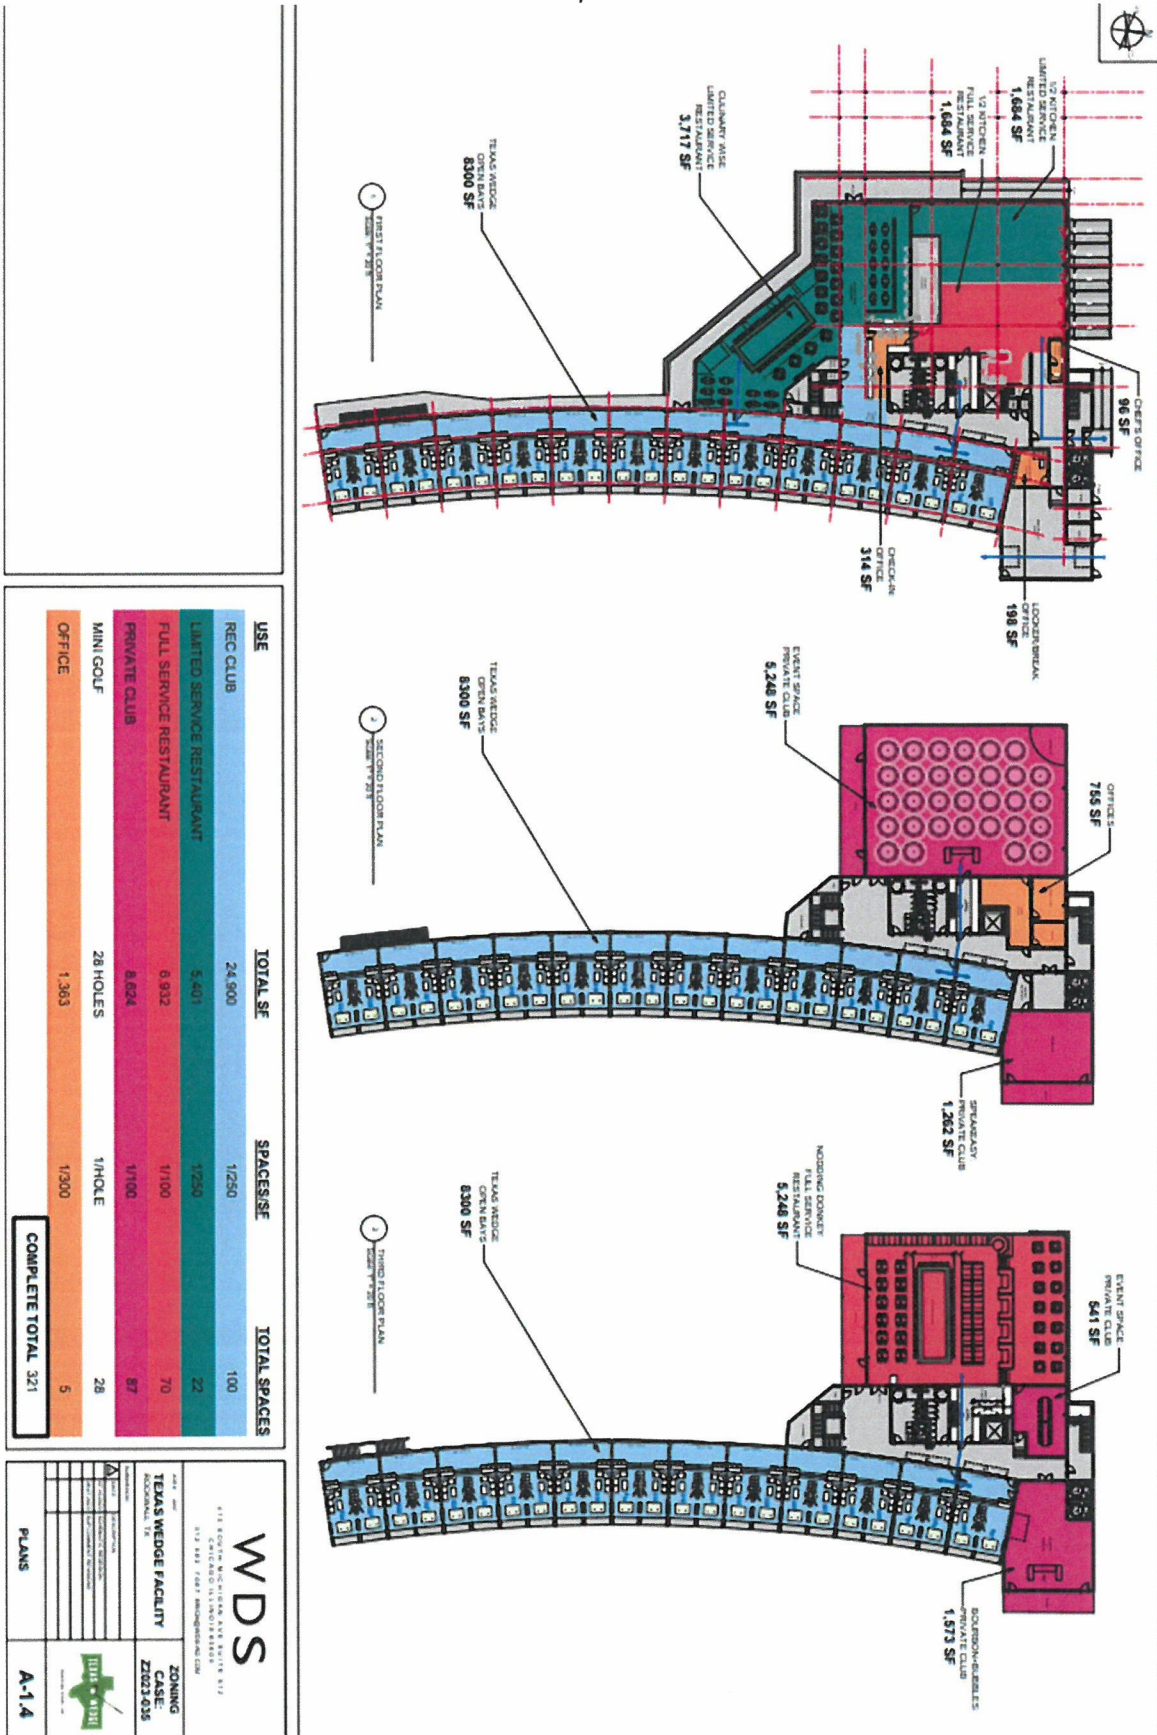 1/2 KITCHEN
LIMITED SERVICE
RESTAURANT
1,684 SF
1/2 KITCHEN
FULL SERVICE
RESTAURANT
1,684 SF
CULINARY WISE
LIMITED SERVICE
RESTAURANT
3,717 SF
TEXAS WEDGE
OPEN BAYS
8300 SF
CHEF'S OFFICE
96 SF
CHECK-IN
OFFICE
314 SF
LOCKER/BREAK
OFFICE
198 SF
1 FIRST FLOOR PLAN
EVENT SPACE
PRIVATE CLUB
5,248 SF
OFFICES
755 SF
TEXAS WEDGE
OPEN BAYS
8300 SF
SPEAKEASY
PRIVATE CLUB
1,262 SF
2 SECOND FLOOR PLAN
NODDING DONKEY
FULL SERVICE
RESTAURANT
5,248 SF
EVENT SPACE
PRIVATE CLUB
541 SF
TEXAS WEDGE
OPEN BAYS
8300 SF
BOURBON+BUBBLES
PRIVATE CLUB
1,573 SF
3 THIRD FLOOR PLAN
USE TOTAL SF SPACES/SF TOTAL SPACES
REC CLUB 24,900 1/250 100
LIMITED SERVICE RESTAURANT 5,401 1/250 22
FULL SERVICE RESTAURANT 6,932 1/100 70
PRIVATE CLUB 8,624 1/100 87
MINI GOLF 28 HOLES 1/HOLE 28
OFFICE 1,363 1/300 5
COMPLETE TOTAL 321
WDS
TEXAS WEDGE FACILITY
ROCKWALL, TX
ZONING
CASE:
Z2023-035
TEXAS WEDGE
PLANS
A-1.4